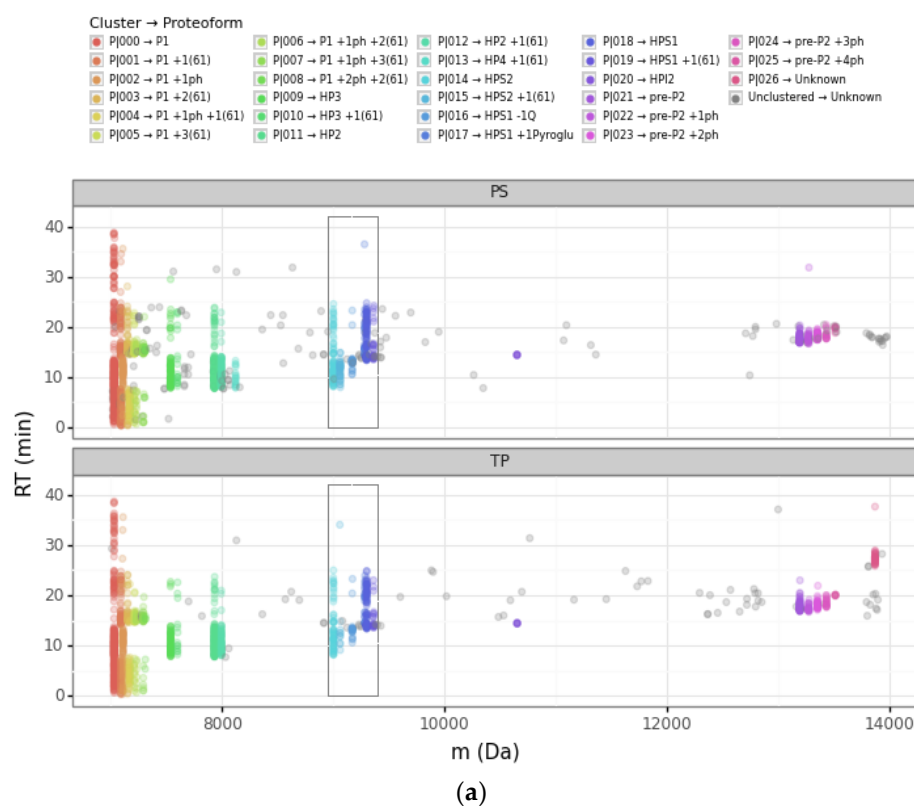 Cluster → Proteoform
P|000 → P1
P|001 → P1 +1(61)
P|002 → P1 +1ph
P|003 → P1 +2(61)
P|004 → P1 +1ph +1(61)
P|005 → P1 +3(61)
P|006 → P1 +1ph +2(61)
P|007 → P1 +1ph +3(61)
P|008 → P1 +2ph +2(61)
P|009 → HP3
P|010 → HP3 +1(61)
P|011 → HP2
P|012 → HP2 +1(61)
P|013 → HP4 +1(61)
P|014 → HPS2
P|015 → HPS2 +1(61)
P|016 → HPS1 -1Q
P|017 → HPS1 +1Pyroglu
P|018 → HPS1
P|019 → HPS1 +1(61)
P|020 → HPI2
P|021 → pre-P2
P|022 → pre-P2 +1ph
P|023 → pre-P2 +2ph
P|024 → pre-P2 +3ph
P|025 → pre-P2 +4ph
P|026 → Unknown
Unclustered → Unknown
PS
40
30
20
10
0
TP
40
30
20
10
0
RT (min)
8000 10000 12000 14000
m (Da)
(a)